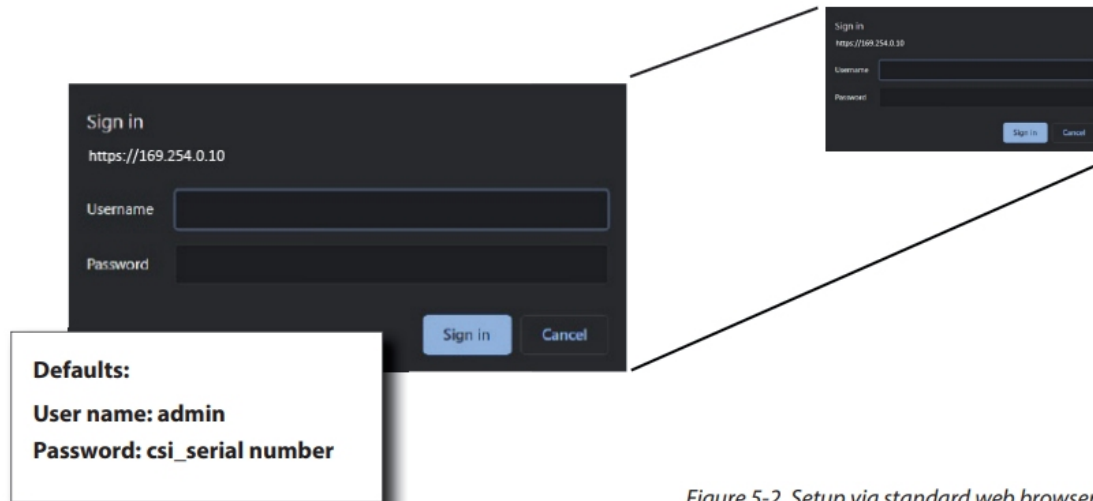 Sign in
https://169.254.0.10
Username
Password
Sign in Cancel
Defaults:
User name: admin
Password: csi_serial number
Sign in
https://169.254.0.10
Username
Password
Sign in Cancel
Figure 5-2. Setup via standard web browser